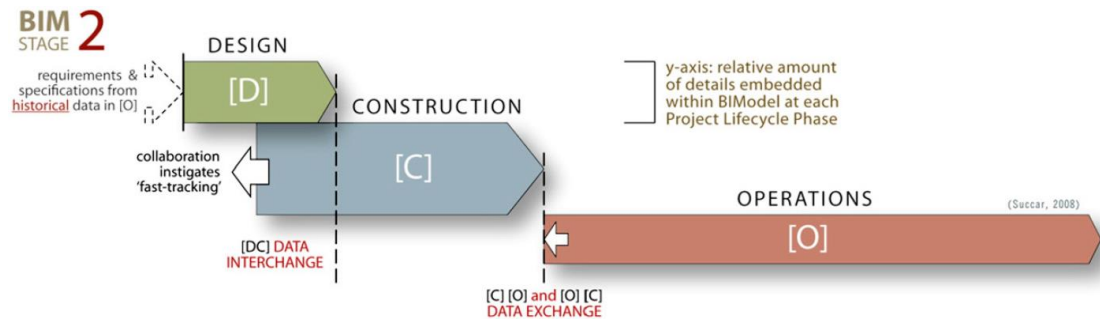 BIM
STAGE 2
DESIGN
requirements &
specifications from
historical data in [O]
[D]
y-axis: relative amount
of details embedded
within BIModel at each
Project Lifecycle Phase
CONSTRUCTION
collaboration
instigates
'fast-tracking'
[C]
OPERATIONS
(Succar, 2008)
[O]
[DC] DATA
INTERCHANGE
[C] [O] and [O] [C]
DATA EXCHANGE